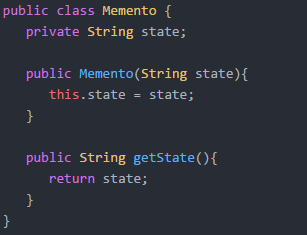 public class Memento {
   private String state;

   public Memento(String state){
      this.state = state;
   }

   public String getState(){
      return state;
   }
}